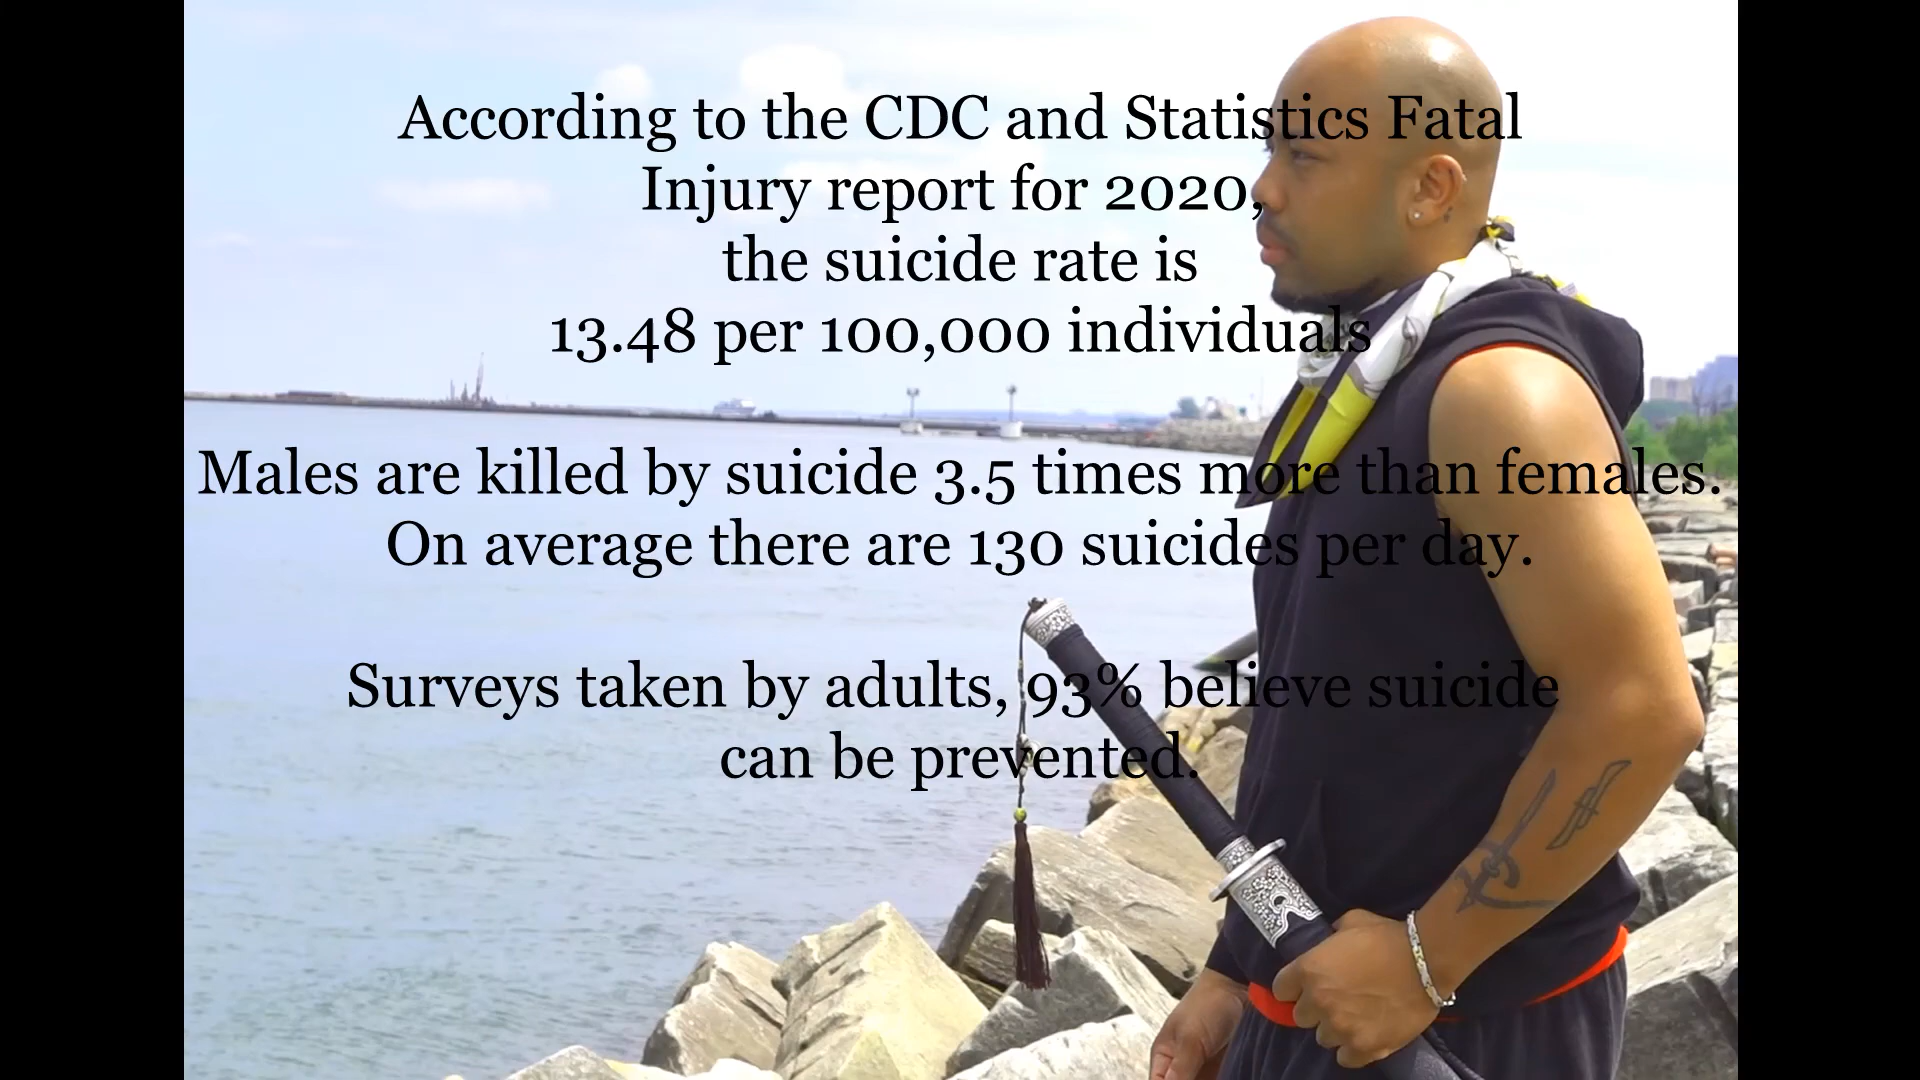 According to the CDC and Statistics Fatal
Injury report for 2020,
the suicide rate is
13.48 per 100,000 individuals
Males are killed by suicide 3.5 times more than females.
On average there are 130 suicides per day.
Surveys taken by adults, 93% believe suicide
can be prevented.